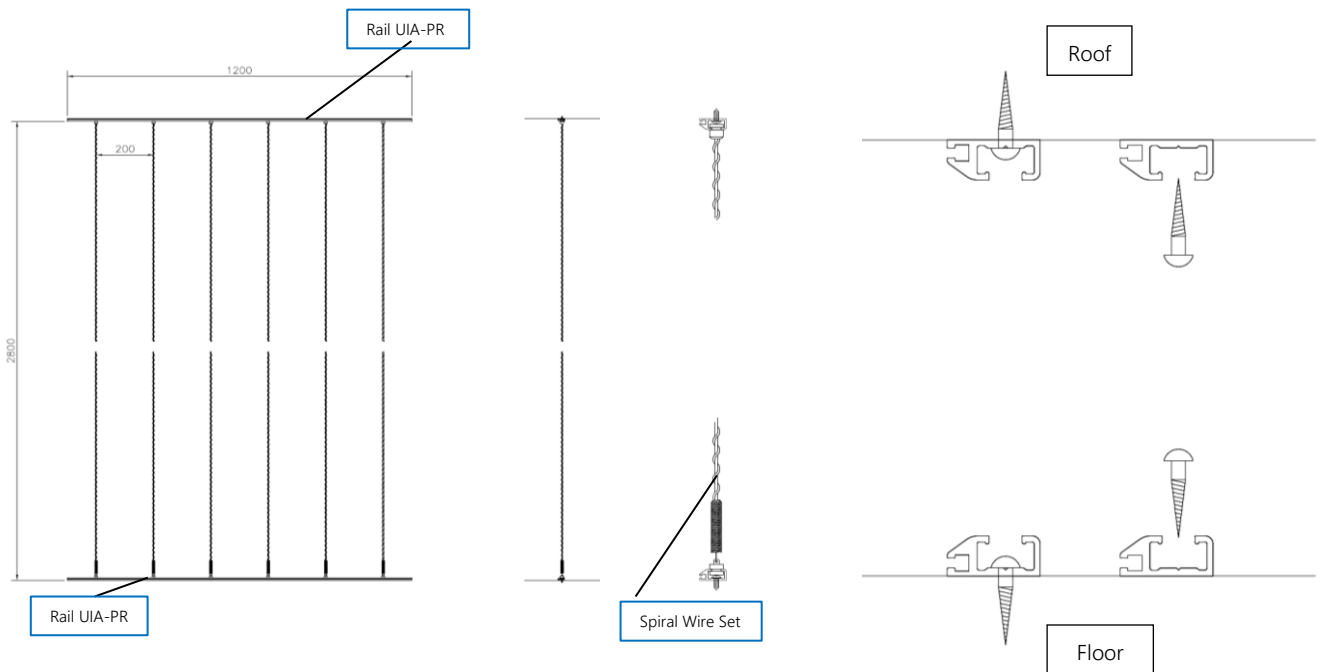 Rail UIA-PR
Roof
1200
200
2800
Rail UIA-PR
Spiral Wire Set
Floor